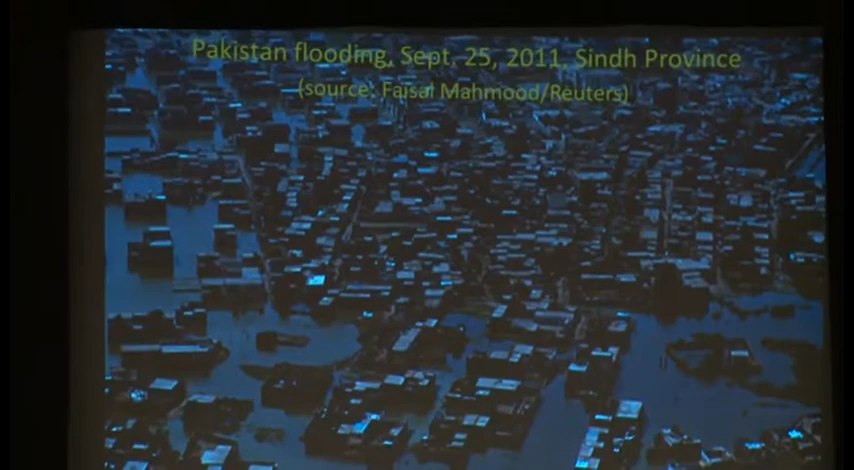 Pakistan flooding, Sept. 25, 2011, Sindh Province
(source: Faisal Mahmood/Reuters)